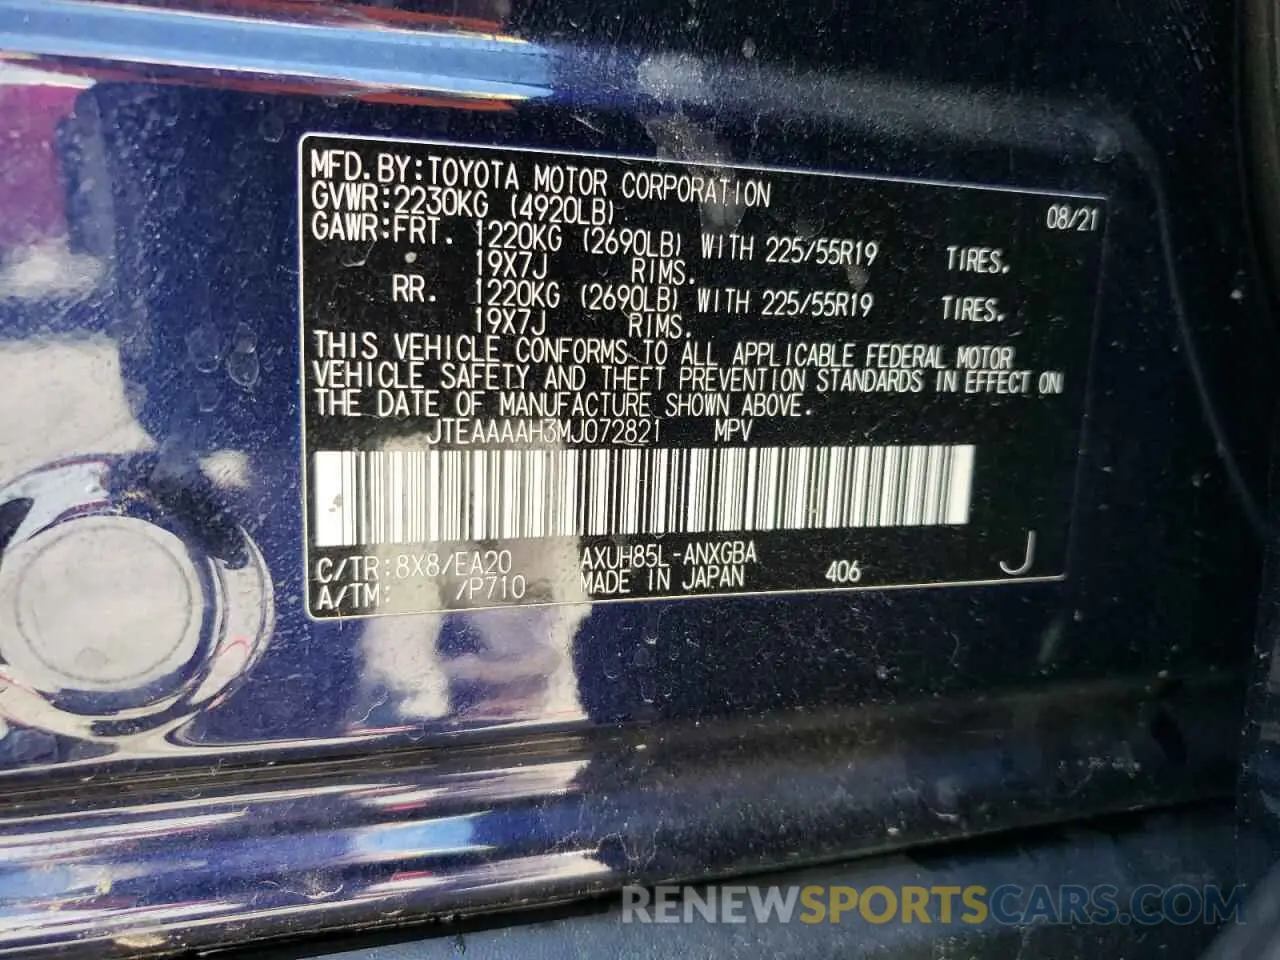 MFD.BY:TOYOTA MOTOR CORPORATION 08/21
GVWR:2230KG (4920LB)
GAWR:FRT. 1220KG (2690LB) WITH 225/55R19 TIRES.
19X7J RIMS.
RR. 1220KG (2690LB) WITH 225/55R19 TIRES.
19X7J RIMS.
THIS VEHICLE CONFORMS TO ALL APPLICABLE FEDERAL MOTOR
VEHICLE SAFETY AND THEFT PREVENTION STANDARDS IN EFFECT ON
THE DATE OF MANUFACTURE SHOWN ABOVE.
JTEAAAAH3MJ072821 MPV
C/TR:8X8/EA20 AXUH85L-ANXGBA
A/TM: /P710 MADE IN JAPAN 406 J
RENEWSPORTSCARS.COM